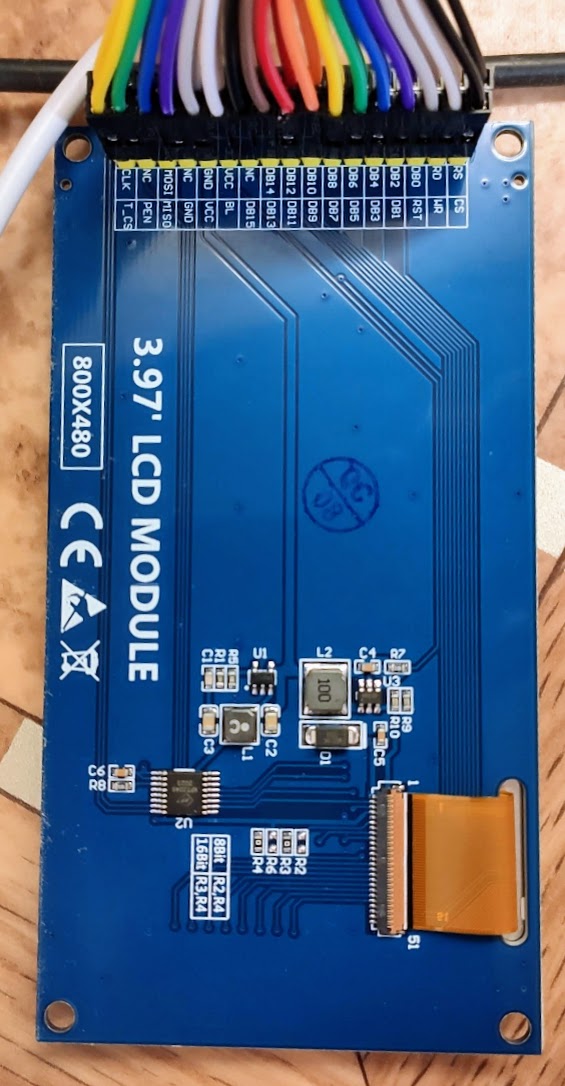 CLK NC MOSI NC GND VCC NC DB14 DB12 DB10 DB8 DB6 DB4 DB2 DB0 RD RS
T_CS PEN MISO GND VCC BL DB15 DB13 DB11 DB9 DB7 DB5 DB3 DB1 RST WR CS
3.97' LCD MODULE
800X480
CE
C1 R1 R5 U1
L2
C4 R7
U3
R10 R9
C3 L1 C2
D1
C5
C6
R8
U2
1
51
8Bit R2,R4
16Bit R3,R4
R4 R6 R3 R2
100